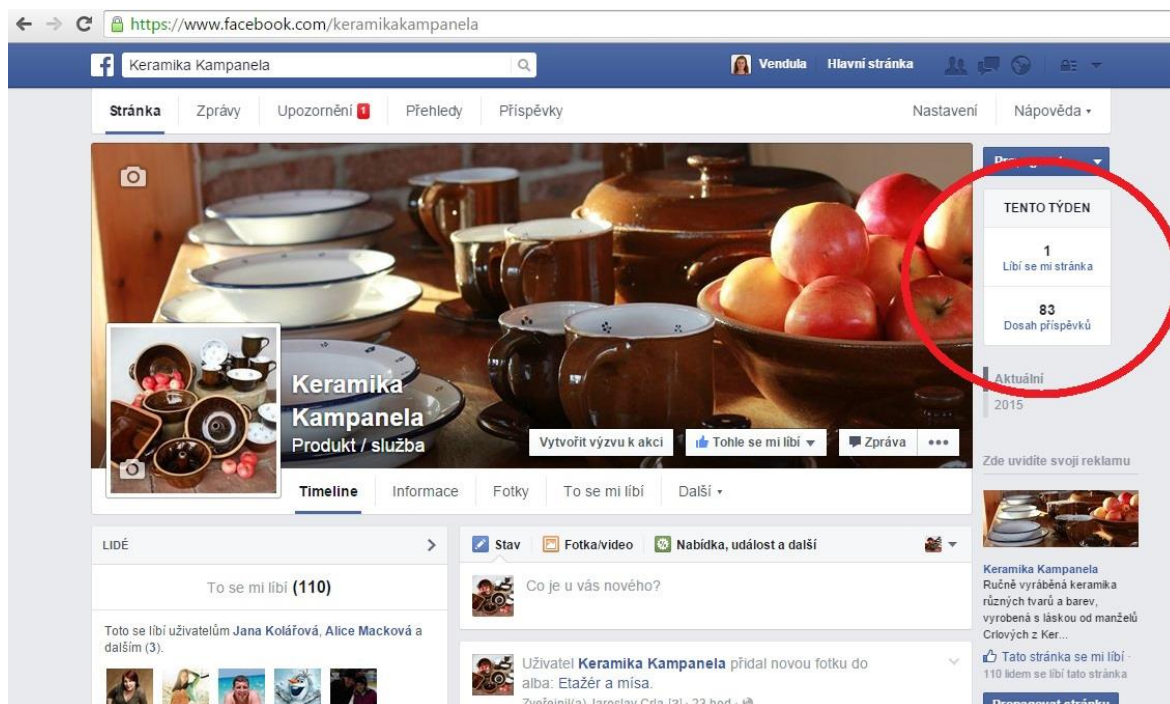 https://www.facebook.com/keramikakampanela
Keramika Kampanela
Vendula Hlavní stránka
Stránka Zprávy Upozornění 1 Přehledy Příspěvky Nastavení Nápověda
TENTO TÝDEN
1
Líbí se mi stránka
83
Dosah příspěvků
Aktuální
2015
Keramika
Kampanela
Produkt / služba
Vytvořit výzvu k akci Tohle se mi líbí Zpráva
Timeline Informace Fotky To se mi líbí Další
Zde uvidíte svoji reklamu
Keramika Kampanela
Ručně vyráběná keramika
různých tvarů a barev,
vyrobená s láskou od manželů
Crlových z Ker...
Tato stránka se mi líbí ·
110 lidem se líbí tato stránka
Propagovat stránku
LIDÉ
To se mi líbí (110)
Toto se líbí uživatelům Jana Kolářová, Alice Macková a
dalším (3).
Stav Fotka/video Nabídka, událost a další
Co je u vás nového?
Uživatel Keramika Kampanela přidal novou fotku do
alba: Etažér a mísa.
Zveřejnil(a) Jaroslav Crla [?] · 23 hod ·